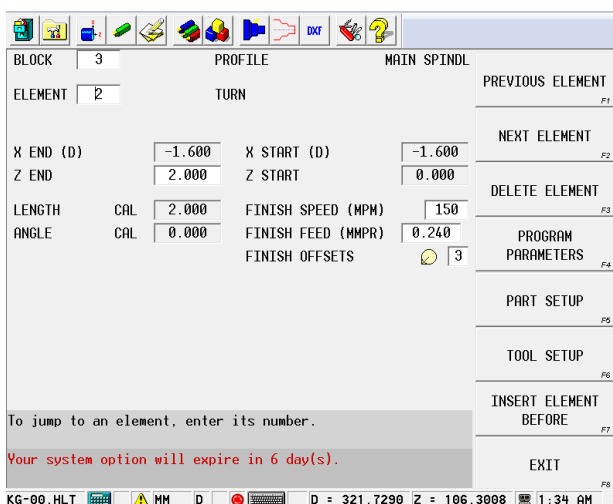 DXF
BLOCK 3 PROFILE MAIN SPINDL
ELEMENT 2 TURN
X END (D) -1.600 X START (D) -1.600
Z END 2.000 Z START 0.000
LENGTH CAL 2.000 FINISH SPEED (MPM) 150
ANGLE CAL 0.000 FINISH FEED (MMPR) 0.240
FINISH OFFSETS 3
To jump to an element, enter its number.
Your system option will expire in 6 day(s).
PREVIOUS ELEMENT
F1
NEXT ELEMENT
F2
DELETE ELEMENT
F3
PROGRAM
PARAMETERS
F4
PART SETUP
F5
TOOL SETUP
F6
INSERT ELEMENT
BEFORE
F7
EXIT
F8
KG-00.HLT MM D D = 321.7290 Z = 106.3008 1:34 AM